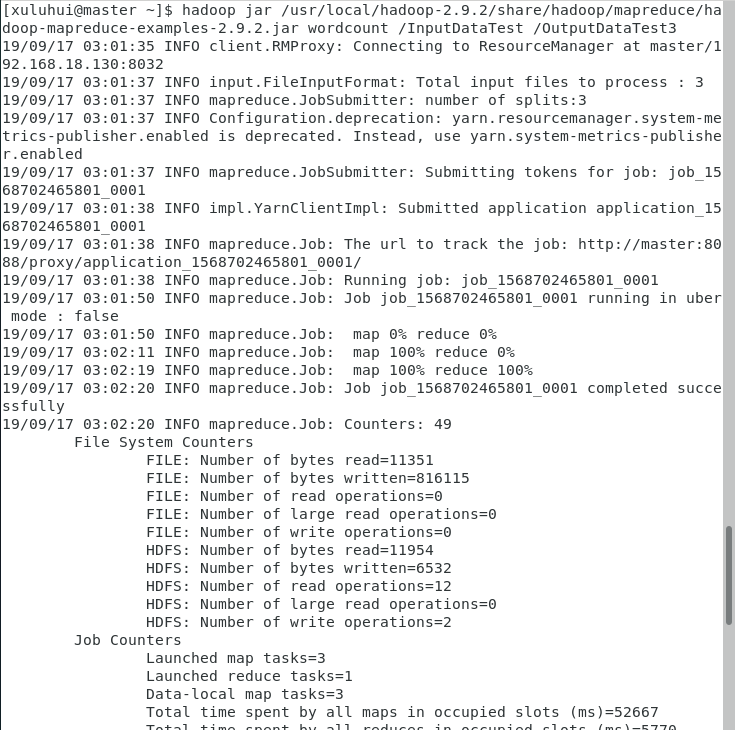 [xuluhui@master ~]$ hadoop jar /usr/local/hadoop-2.9.2/share/hadoop/mapreduce/ha
doop-mapreduce-examples-2.9.2.jar wordcount /InputDataTest /OutputDataTest3
19/09/17 03:01:35 INFO client.RMProxy: Connecting to ResourceManager at master/1
92.168.18.130:8032
19/09/17 03:01:37 INFO input.FileInputFormat: Total input files to process : 3
19/09/17 03:01:37 INFO mapreduce.JobSubmitter: number of splits:3
19/09/17 03:01:37 INFO Configuration.deprecation: yarn.resourcemanager.system-me
trics-publisher.enabled is deprecated. Instead, use yarn.system-metrics-publishe
r.enabled
19/09/17 03:01:37 INFO mapreduce.JobSubmitter: Submitting tokens for job: job_15
68702465801_0001
19/09/17 03:01:38 INFO impl.YarnClientImpl: Submitted application application_15
68702465801_0001
19/09/17 03:01:38 INFO mapreduce.Job: The url to track the job: http://master:80
88/proxy/application_1568702465801_0001/
19/09/17 03:01:38 INFO mapreduce.Job: Running job: job_1568702465801_0001
19/09/17 03:01:50 INFO mapreduce.Job: Job job_1568702465801_0001 running in uber
 mode : false
19/09/17 03:01:50 INFO mapreduce.Job:  map 0% reduce 0%
19/09/17 03:02:11 INFO mapreduce.Job:  map 100% reduce 0%
19/09/17 03:02:19 INFO mapreduce.Job:  map 100% reduce 100%
19/09/17 03:02:20 INFO mapreduce.Job: Job job_1568702465801_0001 completed succe
ssfully
19/09/17 03:02:20 INFO mapreduce.Job: Counters: 49
        File System Counters
                FILE: Number of bytes read=11351
                FILE: Number of bytes written=816115
                FILE: Number of read operations=0
                FILE: Number of large read operations=0
                FILE: Number of write operations=0
                HDFS: Number of bytes read=11954
                HDFS: Number of bytes written=6532
                HDFS: Number of read operations=12
                HDFS: Number of large read operations=0
                HDFS: Number of write operations=2
        Job Counters
                Launched map tasks=3
                Launched reduce tasks=1
                Data-local map tasks=3
                Total time spent by all maps in occupied slots (ms)=52667
                Total time spent by all reduces in occupied slots (ms)=5770